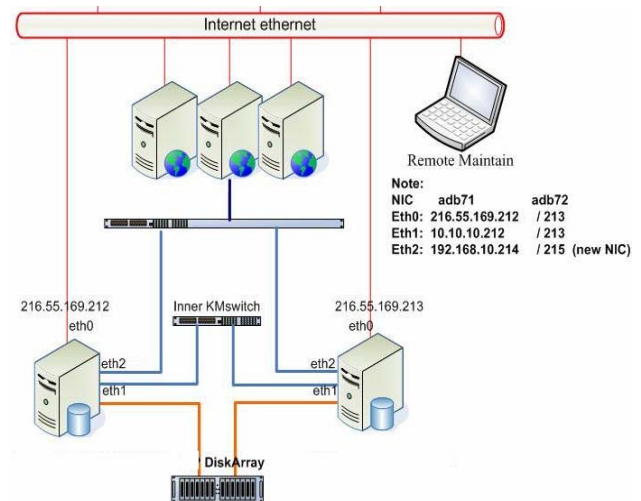 Internet ethernet
Remote Maintain
Note:
NIC adb71 adb72
Eth0: 216.55.169.212 / 213
Eth1: 10.10.10.212 / 213
Eth2: 192.168.10.214 / 215 (new NIC)
216.55.169.212
eth0
Inner KMswitch
216.55.169.213
eth0
eth2
eth1
eth2
eth1
DiskArray